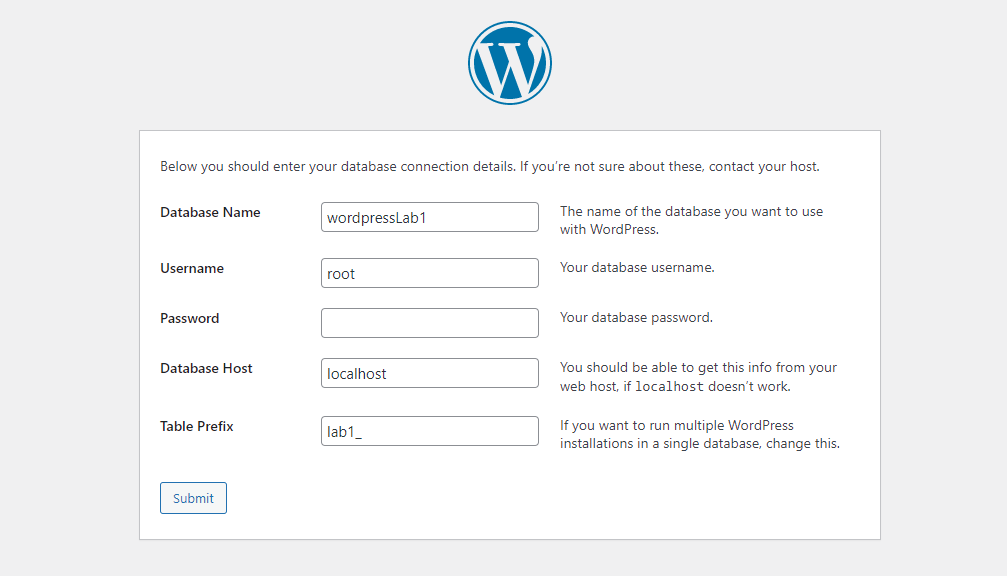 Below you should enter your database connection details. If you’re not sure about these, contact your host.
Database Name
wordpressLab1
The name of the database you want to use
with WordPress.
Username
root
Your database username.
Password
Your database password.
Database Host
localhost
You should be able to get this info from your
web host, if localhost doesn’t work.
Table Prefix
lab1_
If you want to run multiple WordPress
installations in a single database, change this.
Submit